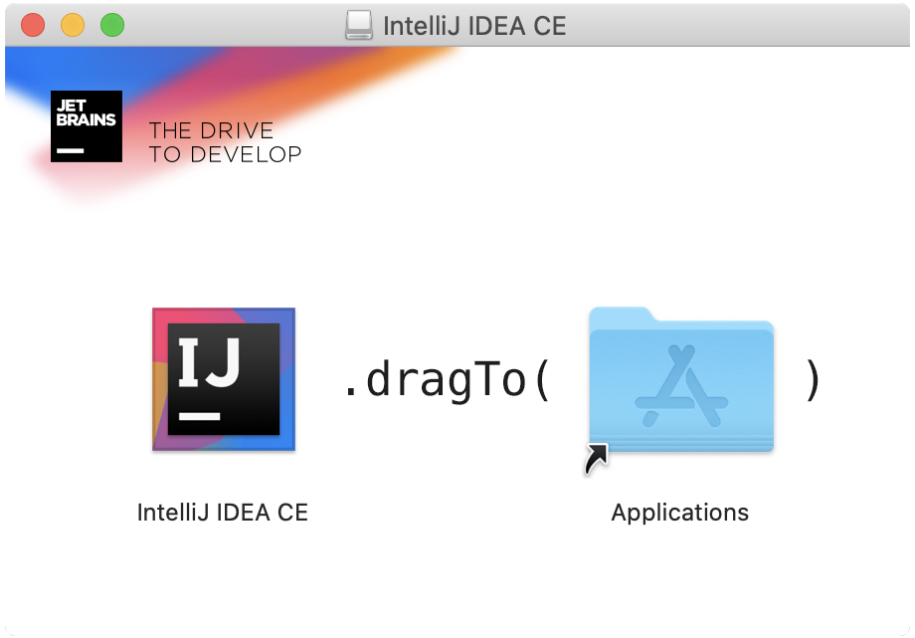 IntelliJ IDEA CE
JET
BRAINS
THE DRIVE
TO DEVELOP
IJ
.dragTo( )
IntelliJ IDEA CE
Applications